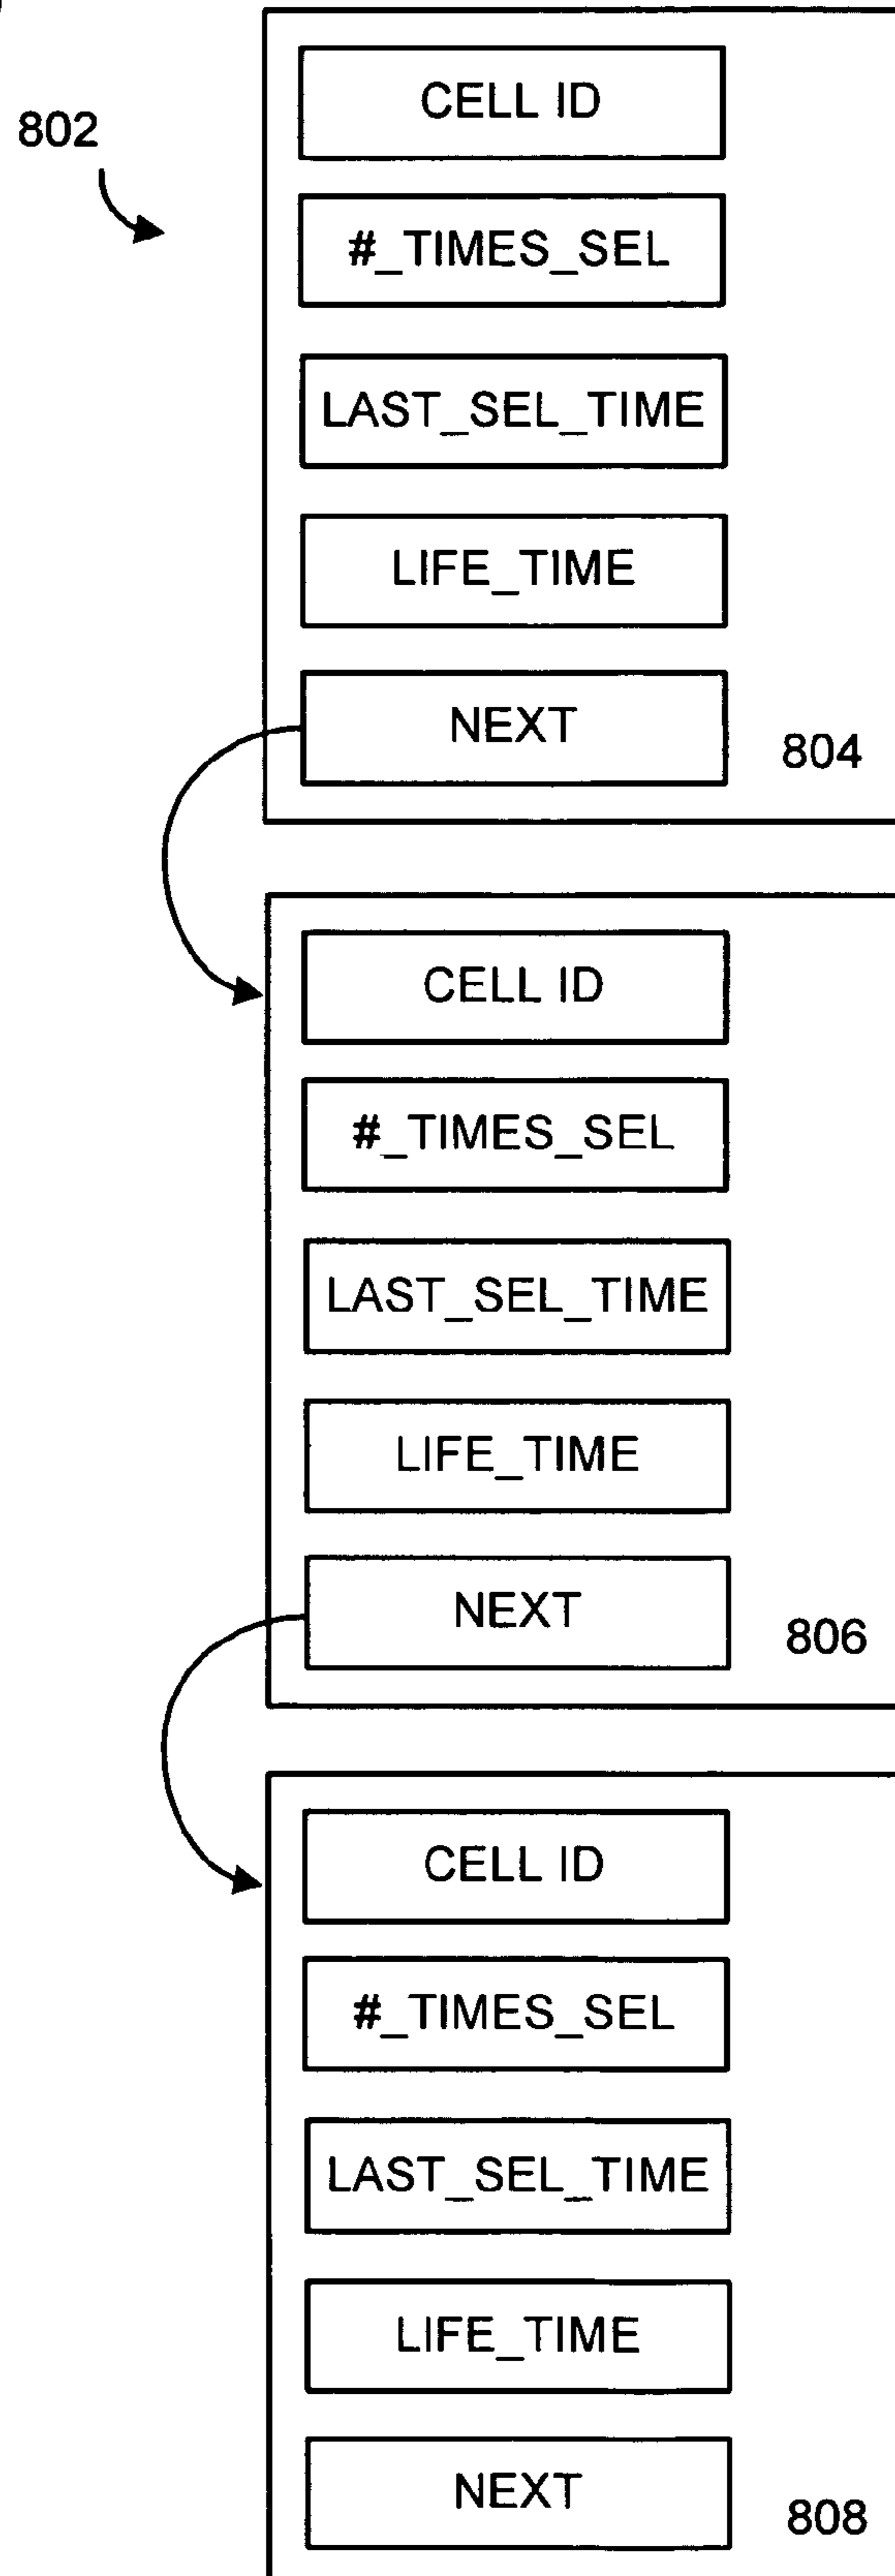 802
CELL ID
#_TIMES_SEL
LAST_SEL_TIME
LIFE_TIME
NEXT
804
CELL ID
#_TIMES_SEL
LAST_SEL_TIME
LIFE_TIME
NEXT
806
CELL ID
#_TIMES_SEL
LAST_SEL_TIME
LIFE_TIME
NEXT
808